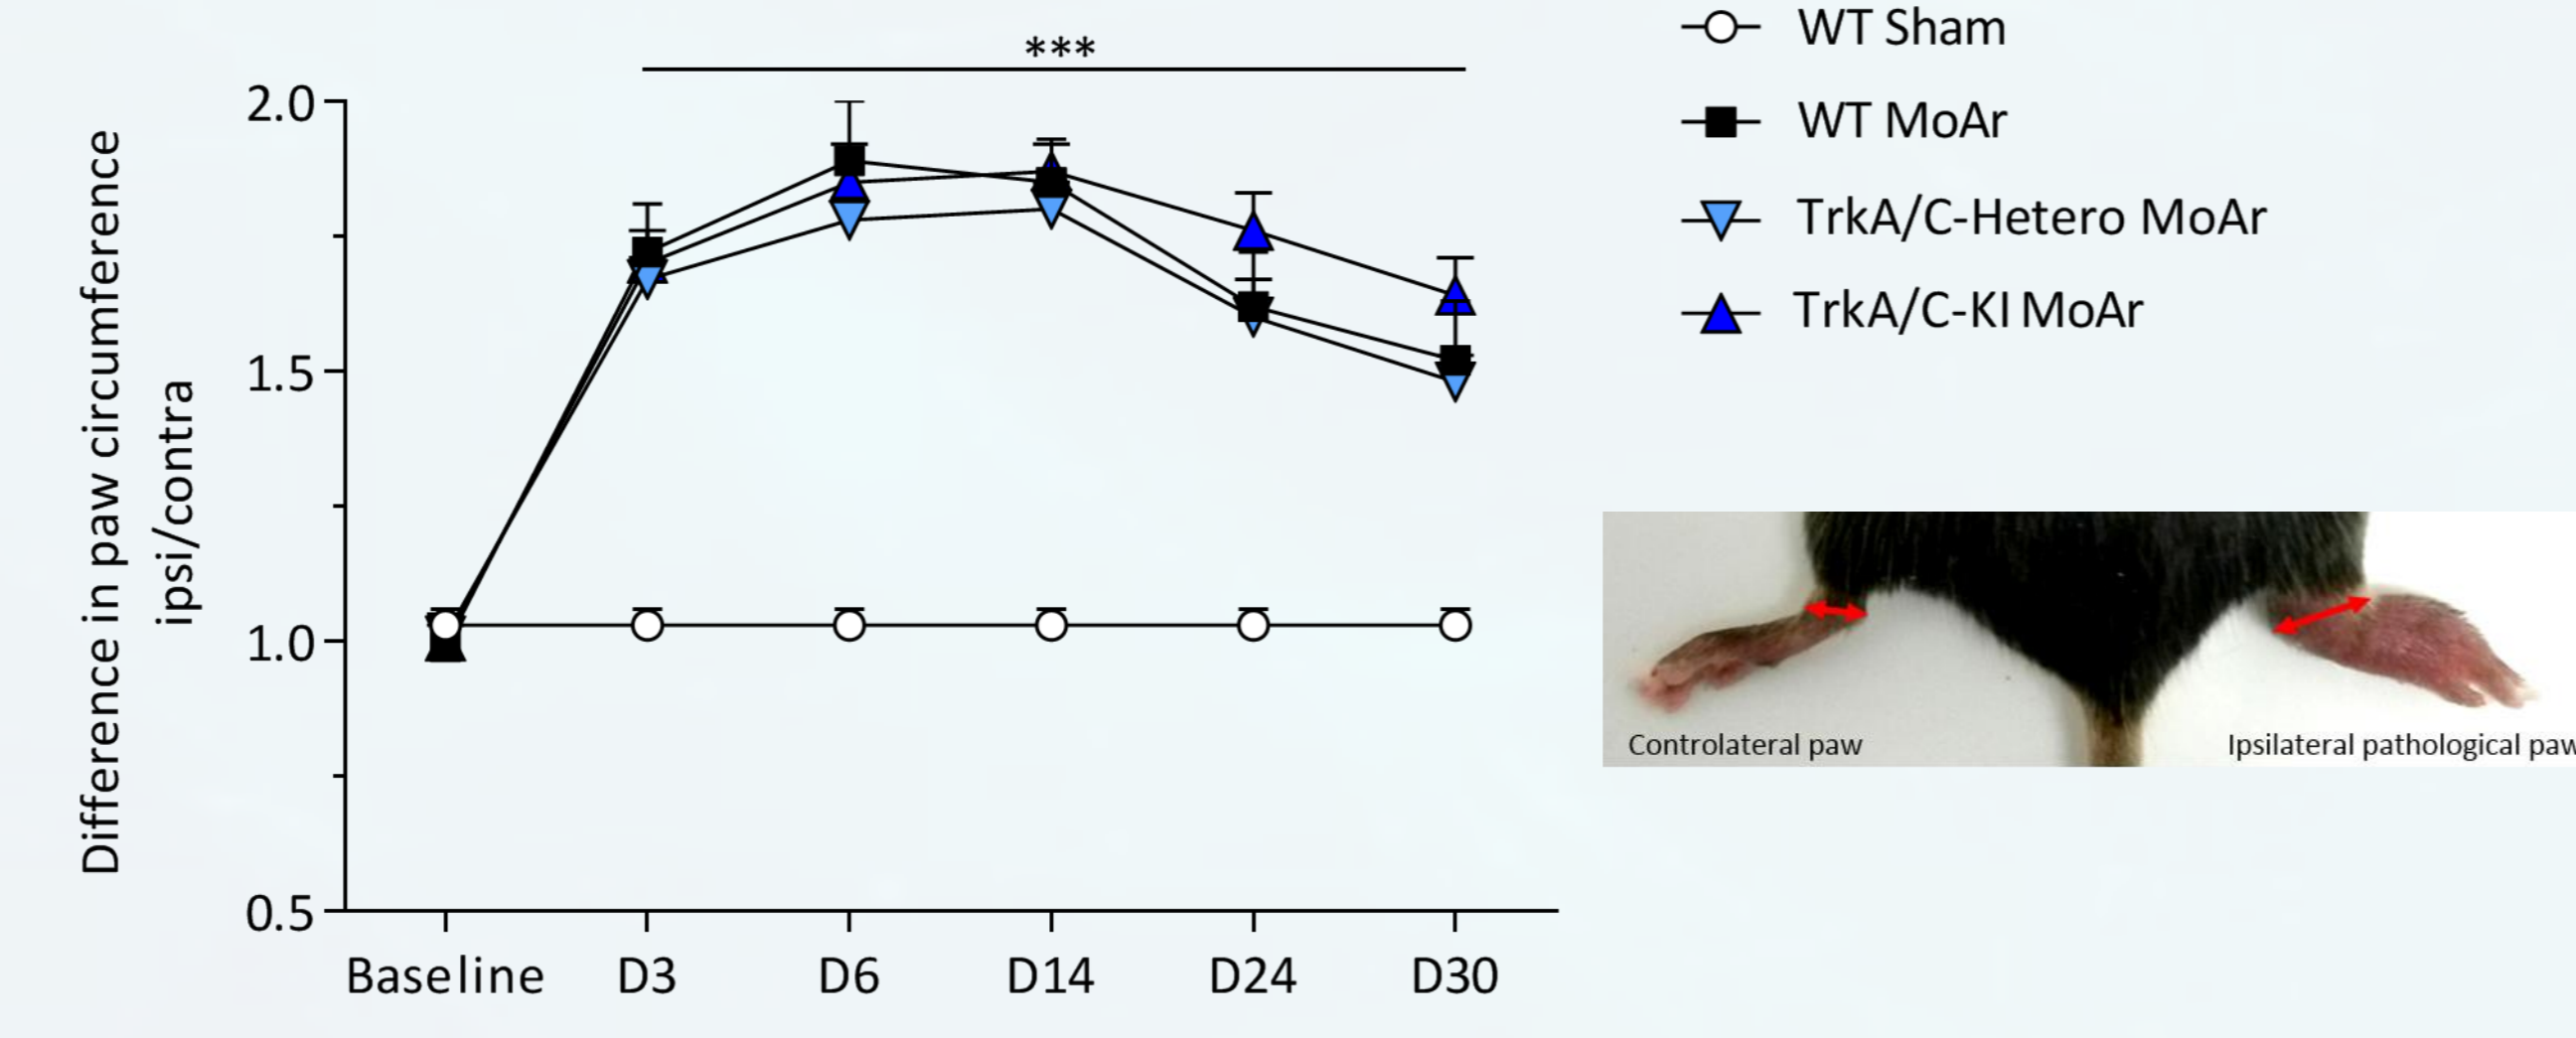 ***
WT Sham
WT MoAr
TrkA/C-Hetero MoAr
TrkA/C-KI MoAr
Difference in paw circumference
ipsi/contra
2.0
1.5
1.0
0.5
Baseline D3 D6 D14 D24 D30
Controlateral paw
Ipsilateral pathological paw